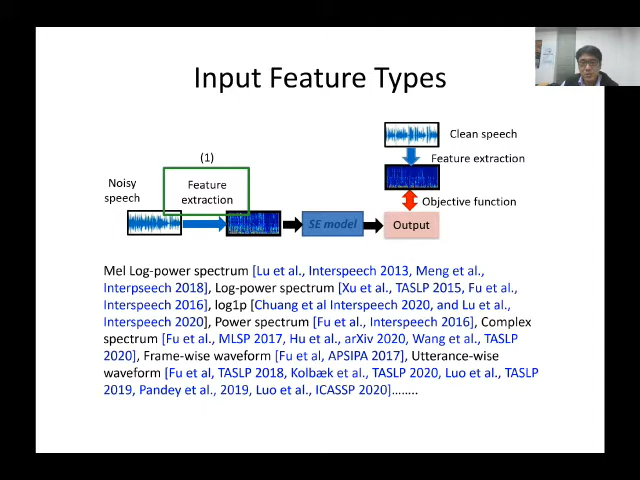 Input Feature Types
(1)
Clean speech
Feature extraction
Noisy
speech
Feature
extraction
Objective function
SE model
Output
Mel Log-power spectrum [Lu et al., Interspeech 2013, Meng et al.,
Interpseech 2018], Log-power spectrum [Xu et al., TASLP 2015, Fu et al.,
Interspeech 2016], log1p [Chuang et al Interspeech 2020, and Lu et al.,
Interspeech 2020], Power spectrum [Fu et al., Interspeech 2016], Complex
spectrum [Fu et al., MLSP 2017, Hu et al., arXiv 2020, Wang et al., TASLP
2020], Frame-wise waveform [Fu et al, APSIPA 2017], Utterance-wise
waveform [Fu et al, TASLP 2018, Kolbæk et al., TASLP 2020, Luo et al., TASLP
2019, Pandey et al., 2019, Luo et al., ICASSP 2020]……..